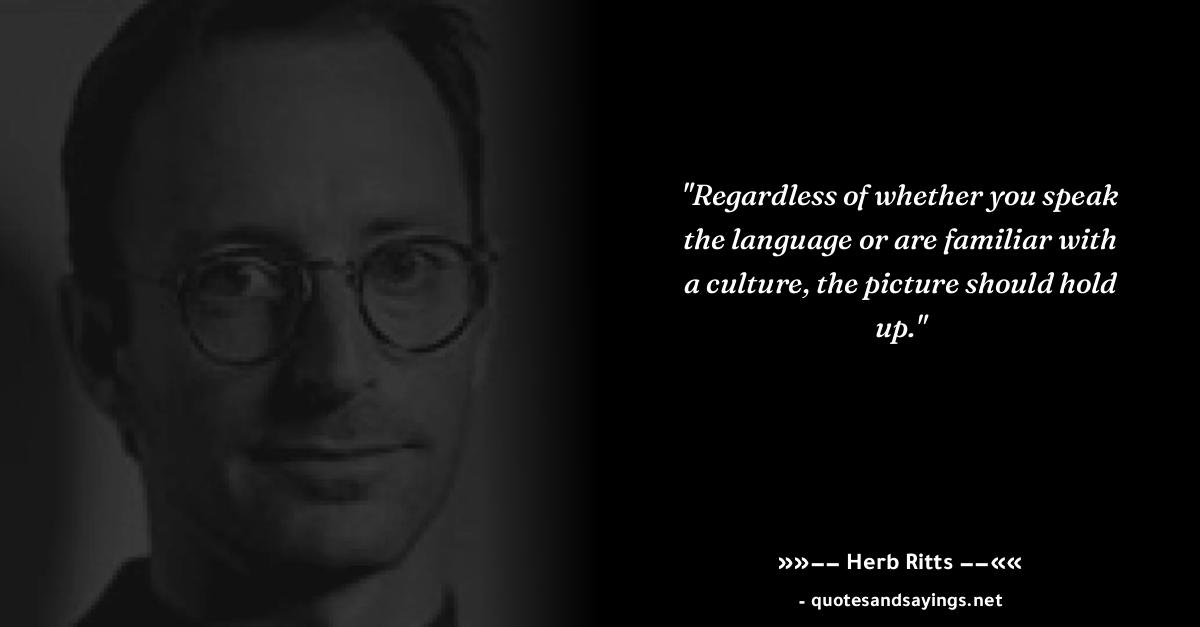 "Regardless of whether you speak
the language or are familiar with
a culture, the picture should hold
up."
»»−− Herb Ritts −−««
- quotesandsayings.net